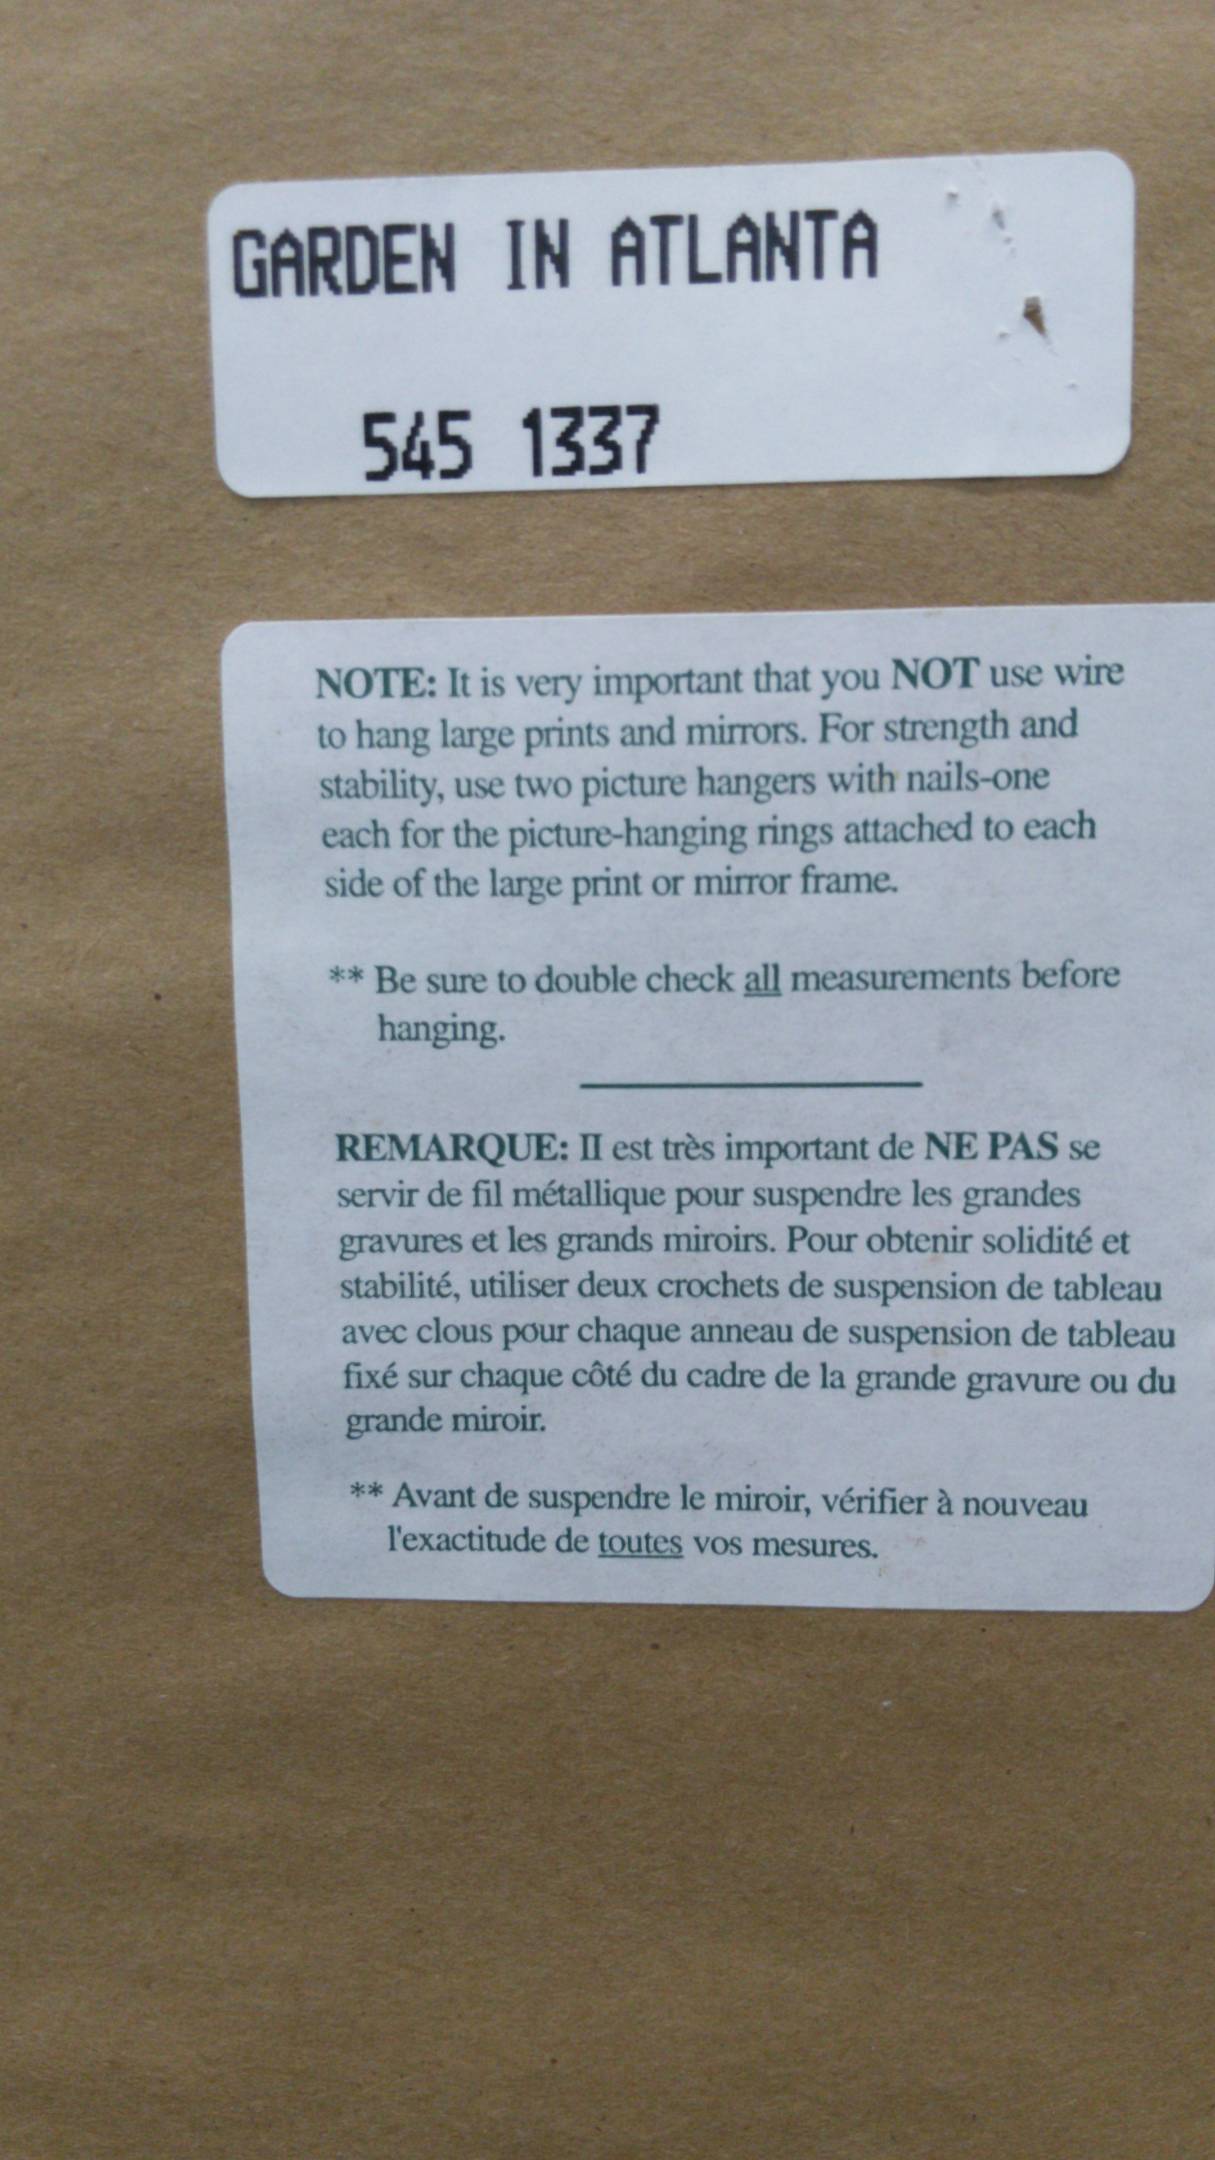 GARDEN IN ATLANTA
545 1337
NOTE: It is very important that you NOT use wire
to hang large prints and mirrors. For strength and
stability, use two picture hangers with nails-one
each for the picture-hanging rings attached to each
side of the large print or mirror frame.
** Be sure to double check all measurements before
hanging.
REMARQUE: II est très important de NE PAS se
servir de fil métallique pour suspendre les grandes
gravures et les grands miroirs. Pour obtenir solidité et
stabilité, utiliser deux crochets de suspension de tableau
avec clous pour chaque anneau de suspension de tableau
fixé sur chaque côté du cadre de la grande gravure ou du
grande miroir.
** Avant de suspendre le miroir, vérifier à nouveau
l'exactitude de toutes vos mesures.